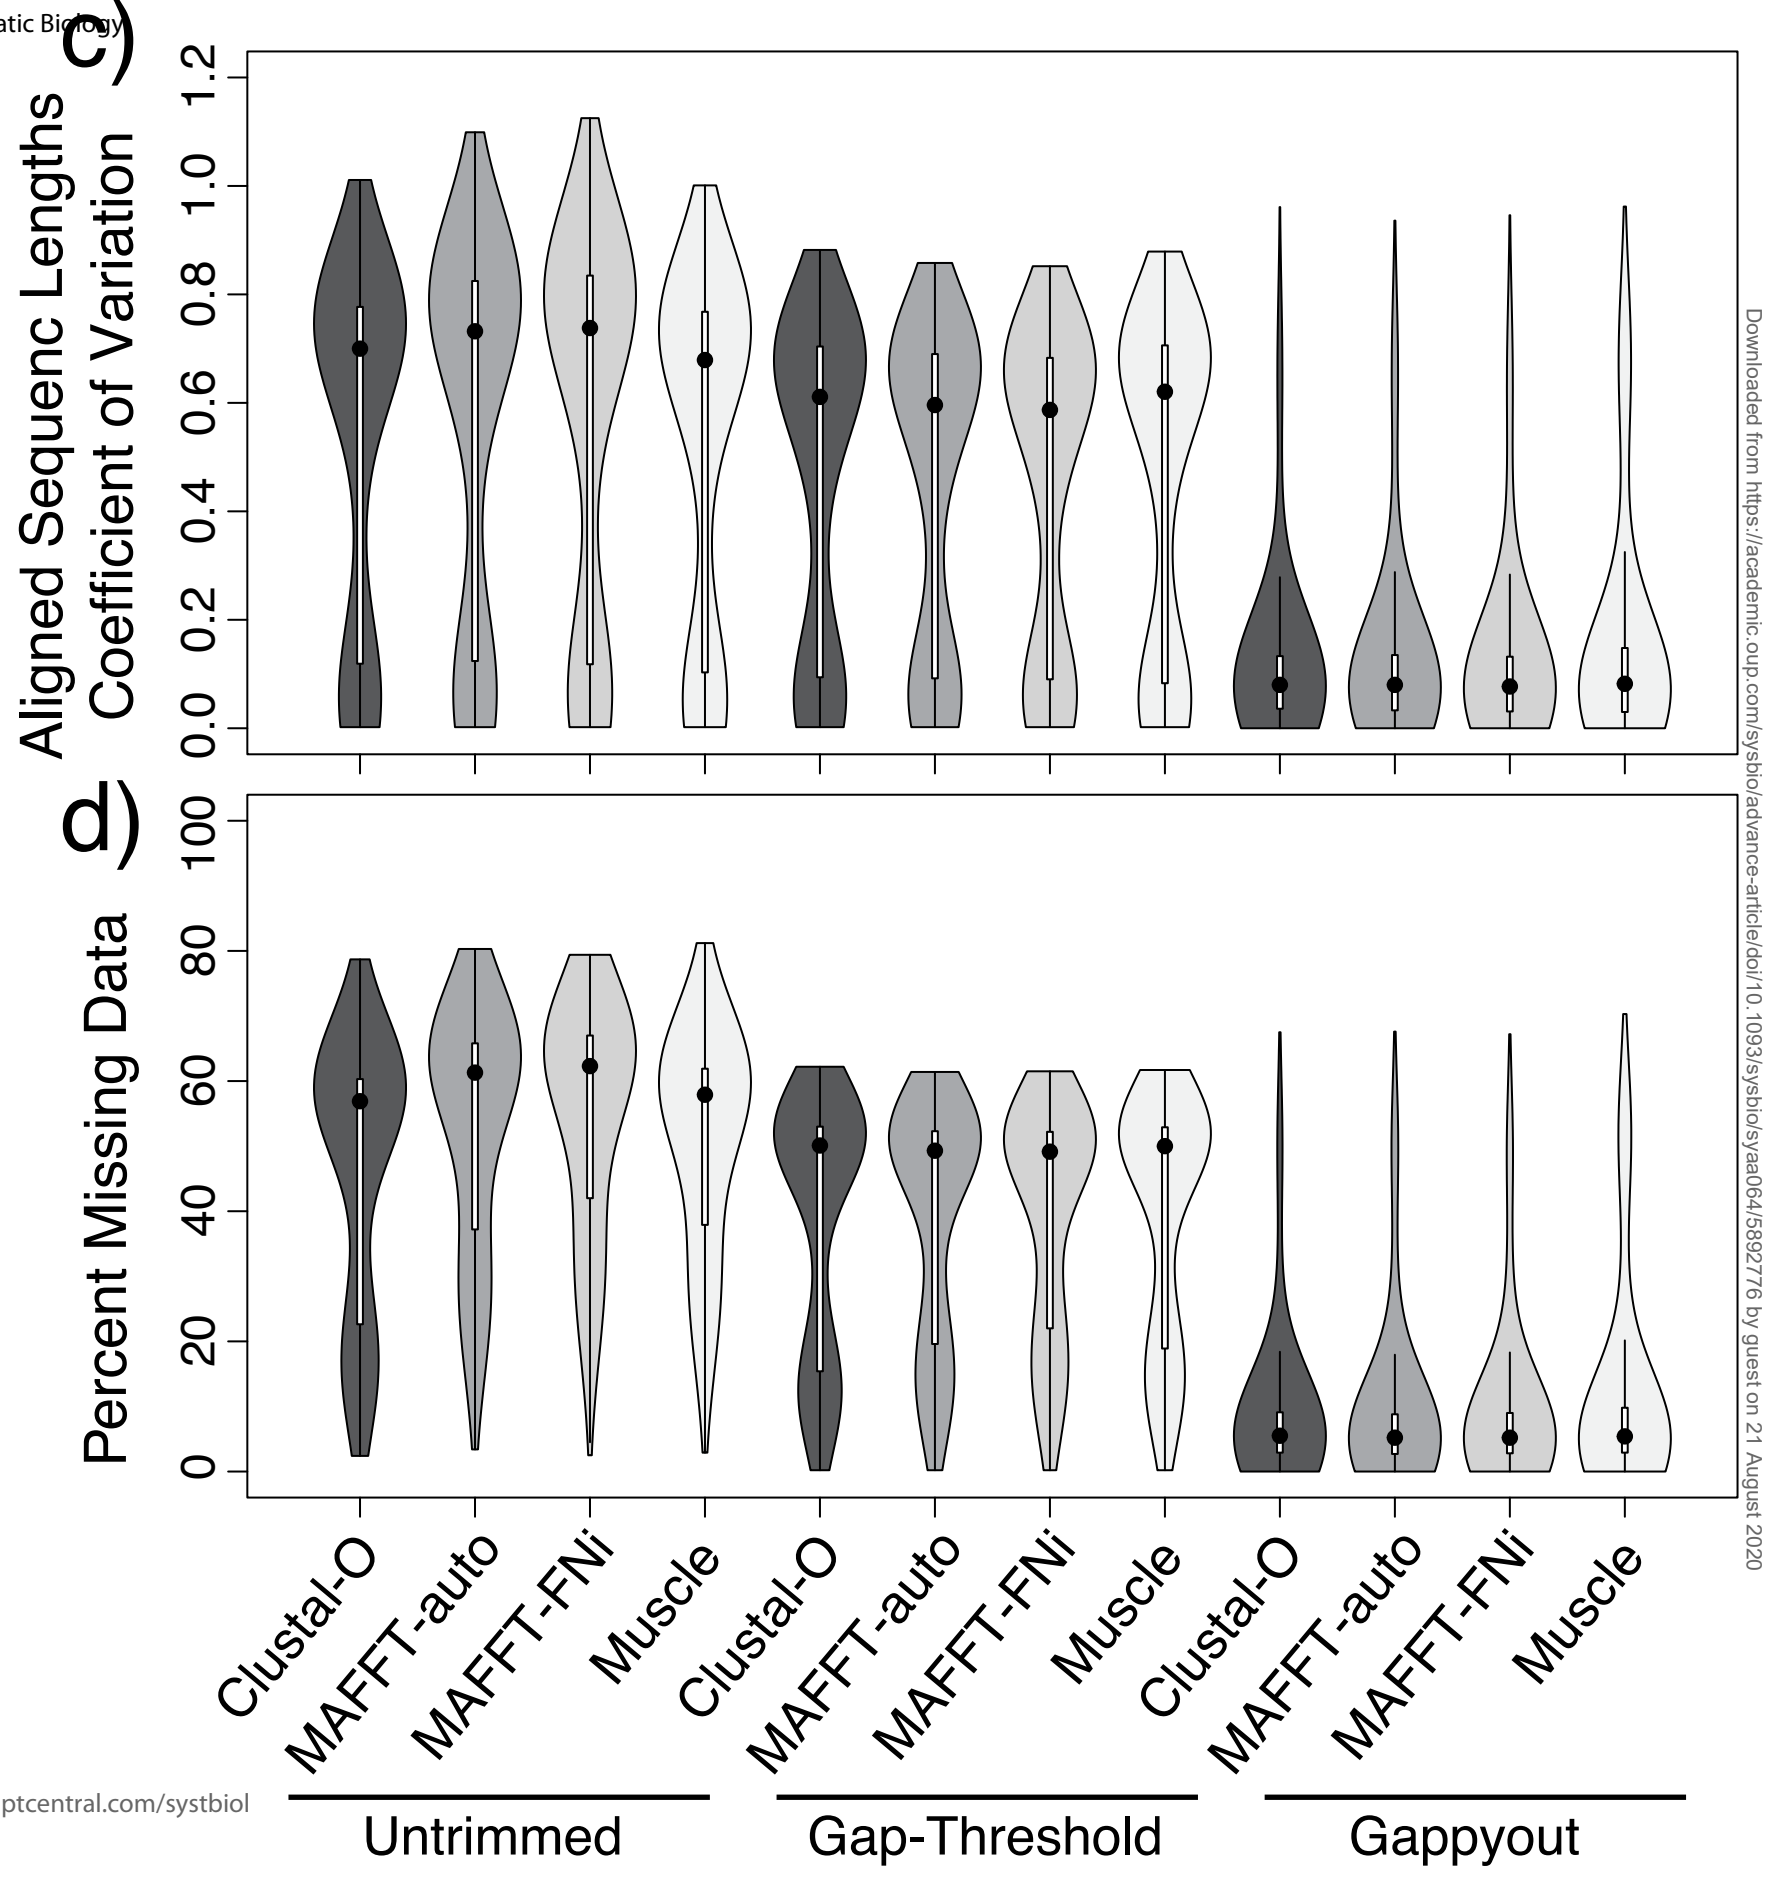 atic Biology
c)
Aligned Sequenc Lengths
Coefficient of Variation
1.2
1.0
0.8
0.6
0.4
0.2
0.0
d)
Percent Missing Data
100
80
60
40
20
0
Clustal-O
MAFFT-auto
MAFFT-FNi
Muscle
Clustal-O
MAFFT-auto
MAFFT-FNi
Muscle
Clustal-O
MAFFT-auto
MAFFT-FNi
Muscle
Untrimmed
Gap-Threshold
Gappyout
ptcentral.com/systbiol
Downloaded from https://academic.oup.com/sysbio/advance-article/doi/10.1093/sysbio/syaa064/5892776 by guest on 21 August 2020